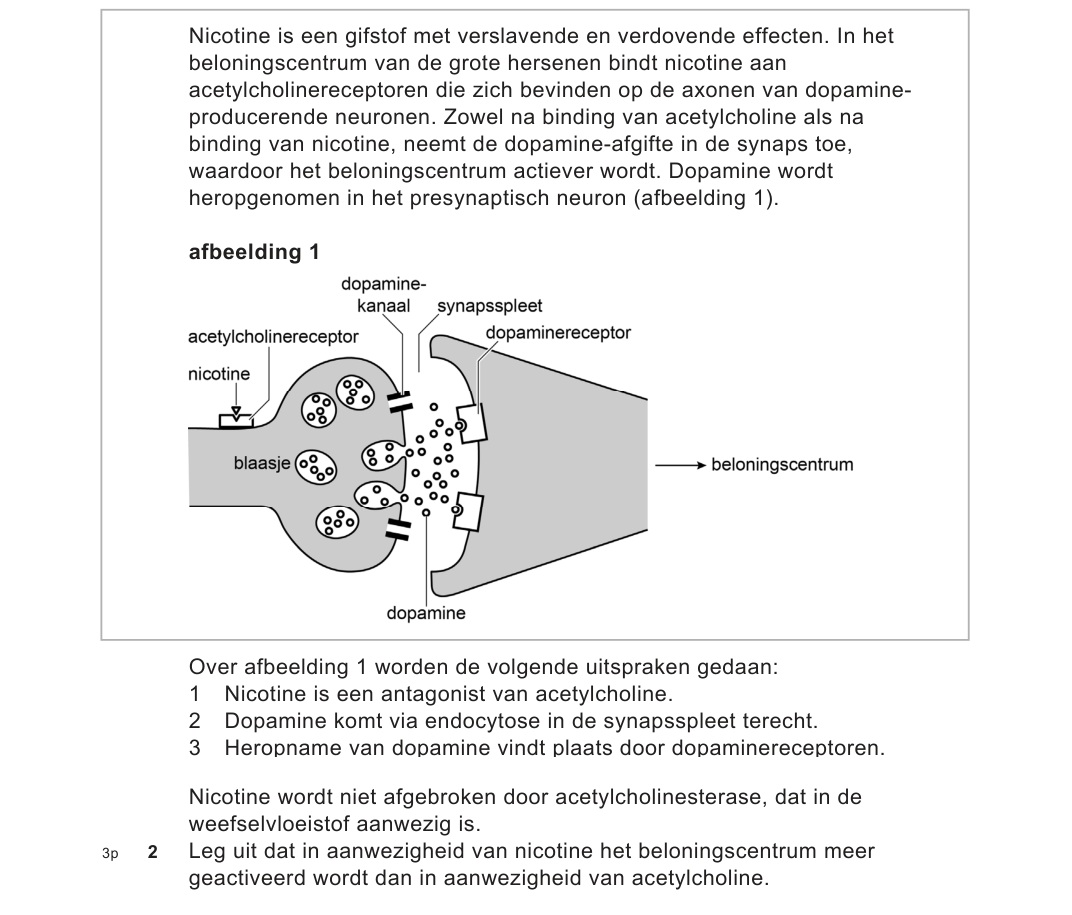 Nicotine is een gifstof met verslavende en verdovende effecten. In het
beloningscentrum van de grote hersenen bindt nicotine aan
acetylcholinereceptoren die zich bevinden op de axonen van dopamine-
producerende neuronen. Zowel na binding van acetylcholine als na
binding van nicotine, neemt de dopamine-afgifte in de synaps toe,
waardoor het beloningscentrum actiever wordt. Dopamine wordt
heropgenomen in het presynaptisch neuron (afbeelding 1).
afbeelding 1
dopamine-
kanaal
synapsspleet
acetylcholinereceptor
dopaminereceptor
nicotine
blaasje
beloningscentrum
dopamine
Over afbeelding 1 worden de volgende uitspraken gedaan:
1 Nicotine is een antagonist van acetylcholine.
2 Dopamine komt via endocytose in de synapsspleet terecht.
3 Heropname van dopamine vindt plaats door dopaminereceptoren.
Nicotine wordt niet afgebroken door acetylcholinesterase, dat in de
weefselvloeistof aanwezig is.
3p 2 Leg uit dat in aanwezigheid van nicotine het beloningscentrum meer
geactiveerd wordt dan in aanwezigheid van acetylcholine.